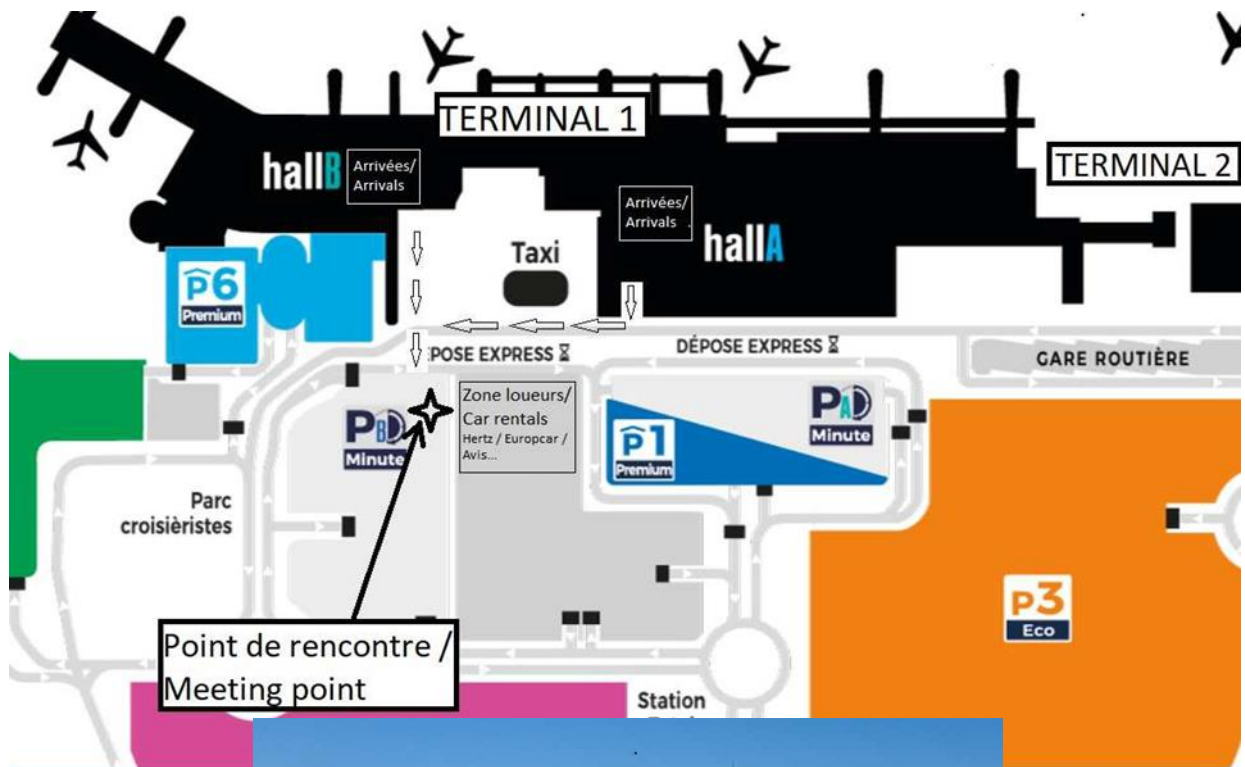 TERMINAL 1
TERMINAL 2
hallB
Arrivées/
Arrivals
Arrivées/
Arrivals
hallA
Taxi
P6
Premium
POSE EXPRESS
DÉPOSE EXPRESS
GARE ROUTIÈRE
Zone loueurs/
Car rentals
Hertz / Europcar /
Avis...
PB
Minute
P1
Premium
PA
Minute
Parc
croisièristes
P3
Eco
Point de rencontre /
Meeting point
Station